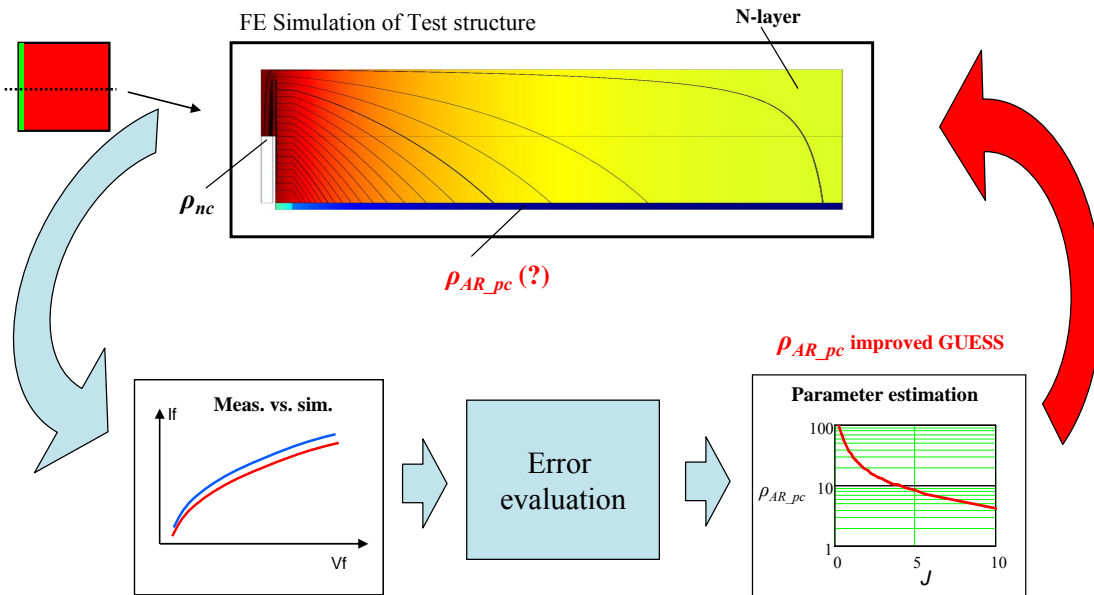 FE Simulation of Test structure
N-layer
ρnc
ρAR_pc (?)
ρAR_pc improved GUESS
Meas. vs. sim.
If
Vf
Error
evaluation
Parameter estimation
100
10
1
ρAR_pc
0
5
10
J